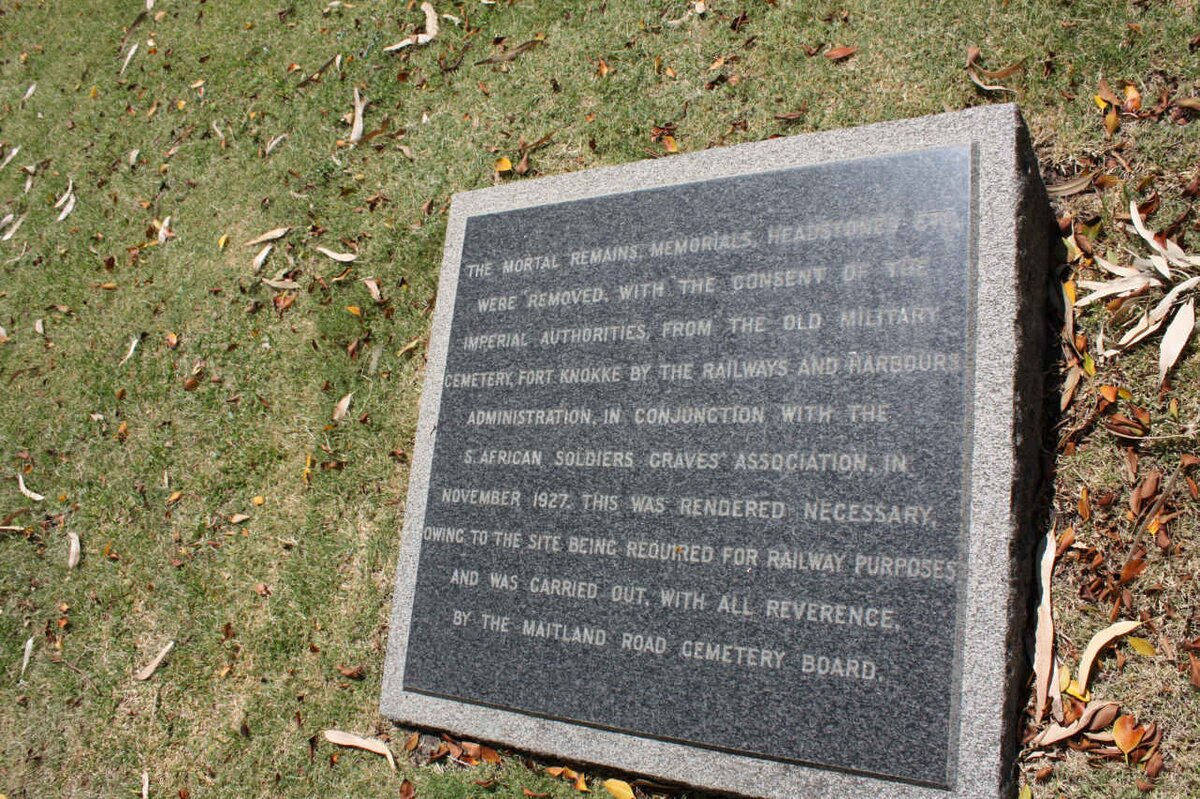 THE MORTAL REMAINS, MEMORIALS, HEADSTONES ETC.
WERE REMOVED, WITH THE CONSENT OF THE
IMPERIAL AUTHORITIES, FROM THE OLD MILITARY
CEMETERY, FORT KNOKKE BY THE RAILWAYS AND HARBOURS
ADMINISTRATION, IN CONJUNCTION WITH THE
S. AFRICAN SOLDIERS GRAVES' ASSOCIATION, IN
NOVEMBER 1927. THIS WAS RENDERED NECESSARY,
OWING TO THE SITE BEING REQUIRED FOR RAILWAY PURPOSES
AND WAS CARRIED OUT, WITH ALL REVERENCE,
BY THE MAITLAND ROAD CEMETERY BOARD.